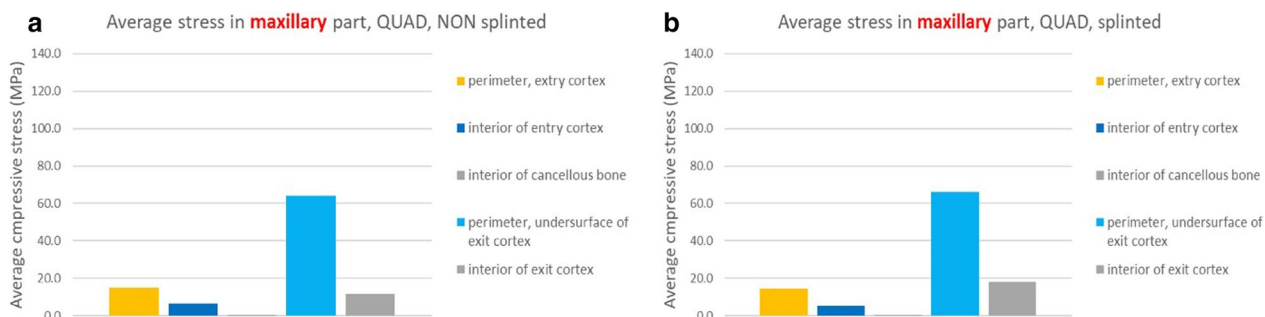 a
Average stress in maxillary part, QUAD, NON splinted
Average cmpressive stress (MPa)
140.0
120.0
100.0
80.0
60.0
40.0
20.0
0.0
perimeter, extry cortex
interior of entry cortex
interior of cancellous bone
perimeter, undersurface of
exit cortex
interior of exit cortex
b
Average stress in maxillary part, QUAD, splinted
Average cmpressive stress (MPa)
140.0
120.0
100.0
80.0
60.0
40.0
20.0
0.0
perimeter, extry cortex
interior of entry cortex
interior of cancellous bone
perimeter, undersurface of
exit cortex
interior of exit cortex